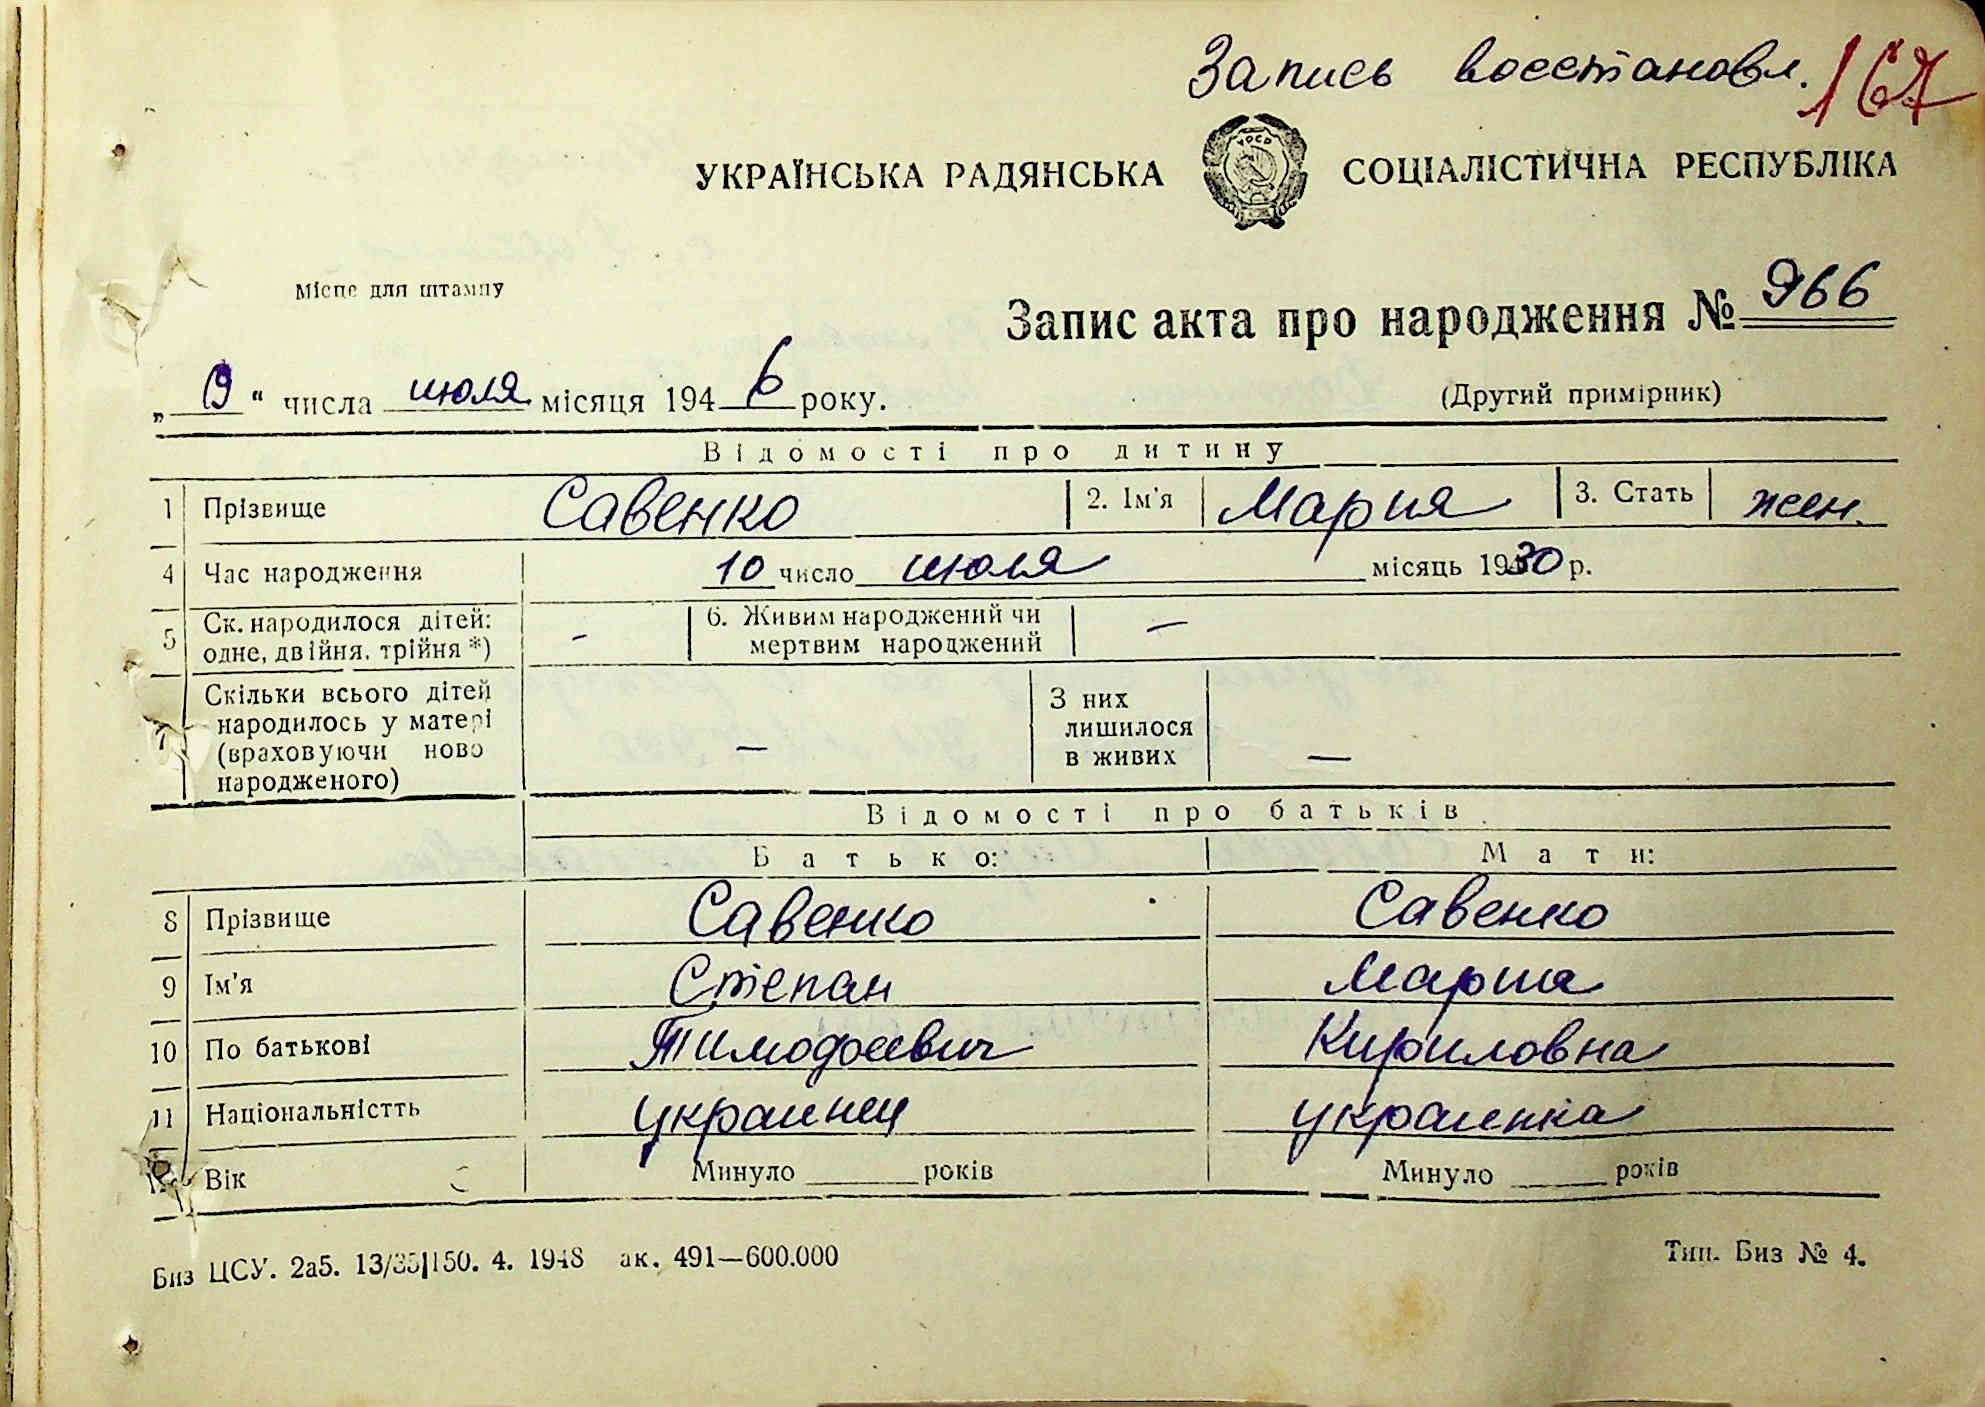 Запись восстановл. 167
УРСР
УКРАЇНСЬКА РАДЯНСЬКА СОЦІАЛІСТИЧНА РЕСПУБЛІКА
Місце для штампу
Запис акта про народження № 966
„ 19 “ числа июля місяця 1946 року.
(Другий примірник)
Відомості про дитину
1 Прізвище Савенко 2. Ім'я Мария 3. Стать жен.
4 Час народження 10 число июля місяць 1930 р.
5 Ск. народилося дітей: одне, двійня, трійня *) - 6. Живим народжений чи мертвим народжений —
7 Скільки всього дітей народилось у матері (враховуючи ново народженого) — З них лишилося в живих —
Відомості про батьків
Батько: Мати:
8 Прізвище Савенко Савенко
9 Ім'я Степан Мария
10 По батькові Тимофеевич Кириловна
11 Національністть украинец украинка
12 Вік Минуло ____ років Минуло ____ років
Биз ЦСУ. 2а5. 13/35|150. 4. 1948 ак. 491—600.000 Тип. Биз № 4.